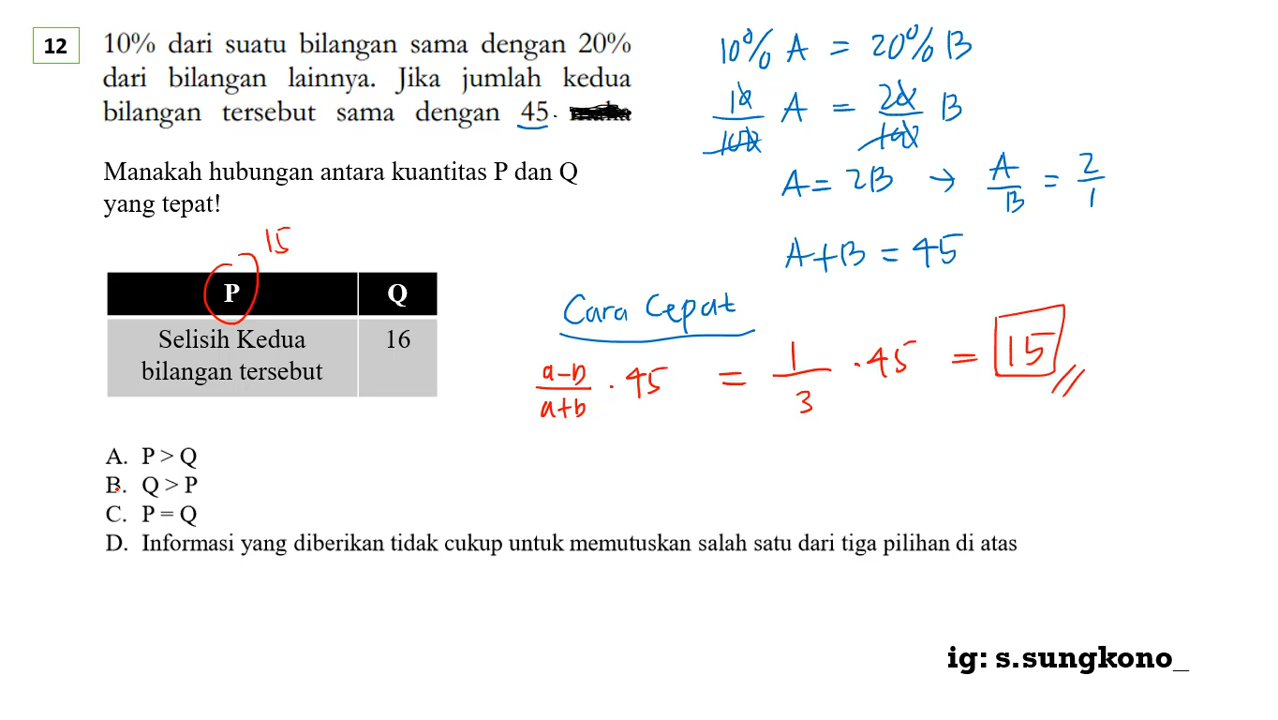 12
10% dari suatu bilangan sama dengan 20%
dari bilangan lainnya. Jika jumlah kedua
bilangan tersebut sama dengan 45.
Manakah hubungan antara kuantitas P dan Q
yang tepat!
15
P Q
Selisih Kedua 16
bilangan tersebut
A. P > Q
B. Q > P
C. P = Q
D. Informasi yang diberikan tidak cukup untuk memutuskan salah satu dari tiga pilihan di atas
10% A = 20% B
10/100 A = 20/100 B
A = 2B → A/B = 2/1
A+B = 45
Cara Cepat
a-b/a+b · 45 = 1/3 · 45 = 15 //
ig: s.sungkono_